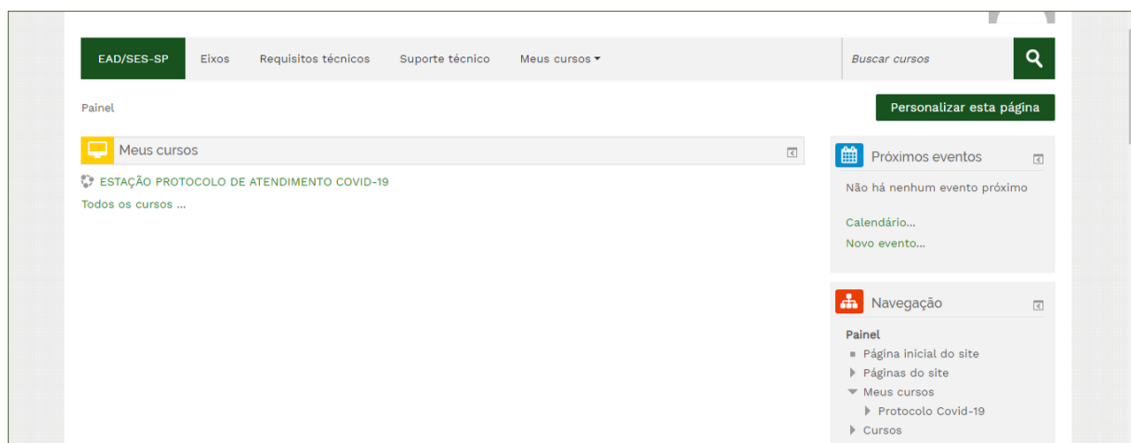 EAD/SES-SP Eixos Requisitos técnicos Suporte técnico Meus cursos Buscar cursos
Painel
Personalizar esta página
Meus cursos
ESTAÇÃO PROTOCOLO DE ATENDIMENTO COVID-19
Todos os cursos ...
Próximos eventos
Não há nenhum evento próximo
Calendário...
Novo evento...
Navegação
Painel
Página inicial do site
Páginas do site
Meus cursos
Protocolo Covid-19
Cursos